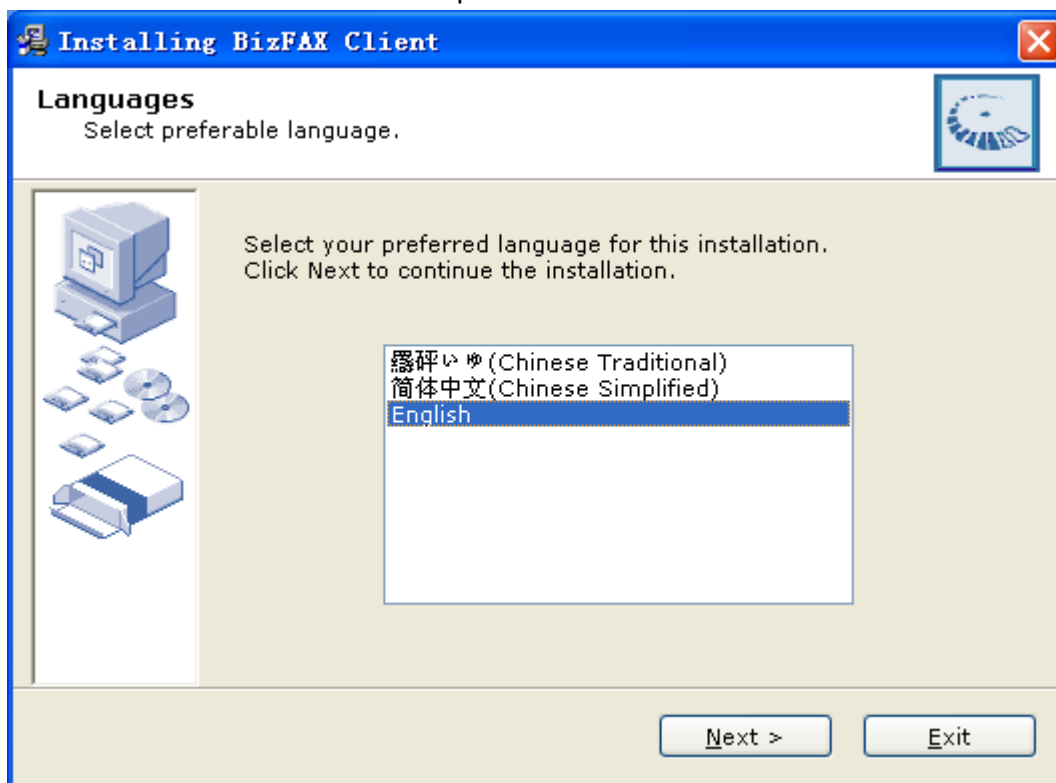 Installing BizFAX Client
Languages
Select preferable language.
Select your preferred language for this installation.
Click Next to continue the installation.
(Chinese Traditional)
简体中文(Chinese Simplified)
English
Next >
Exit